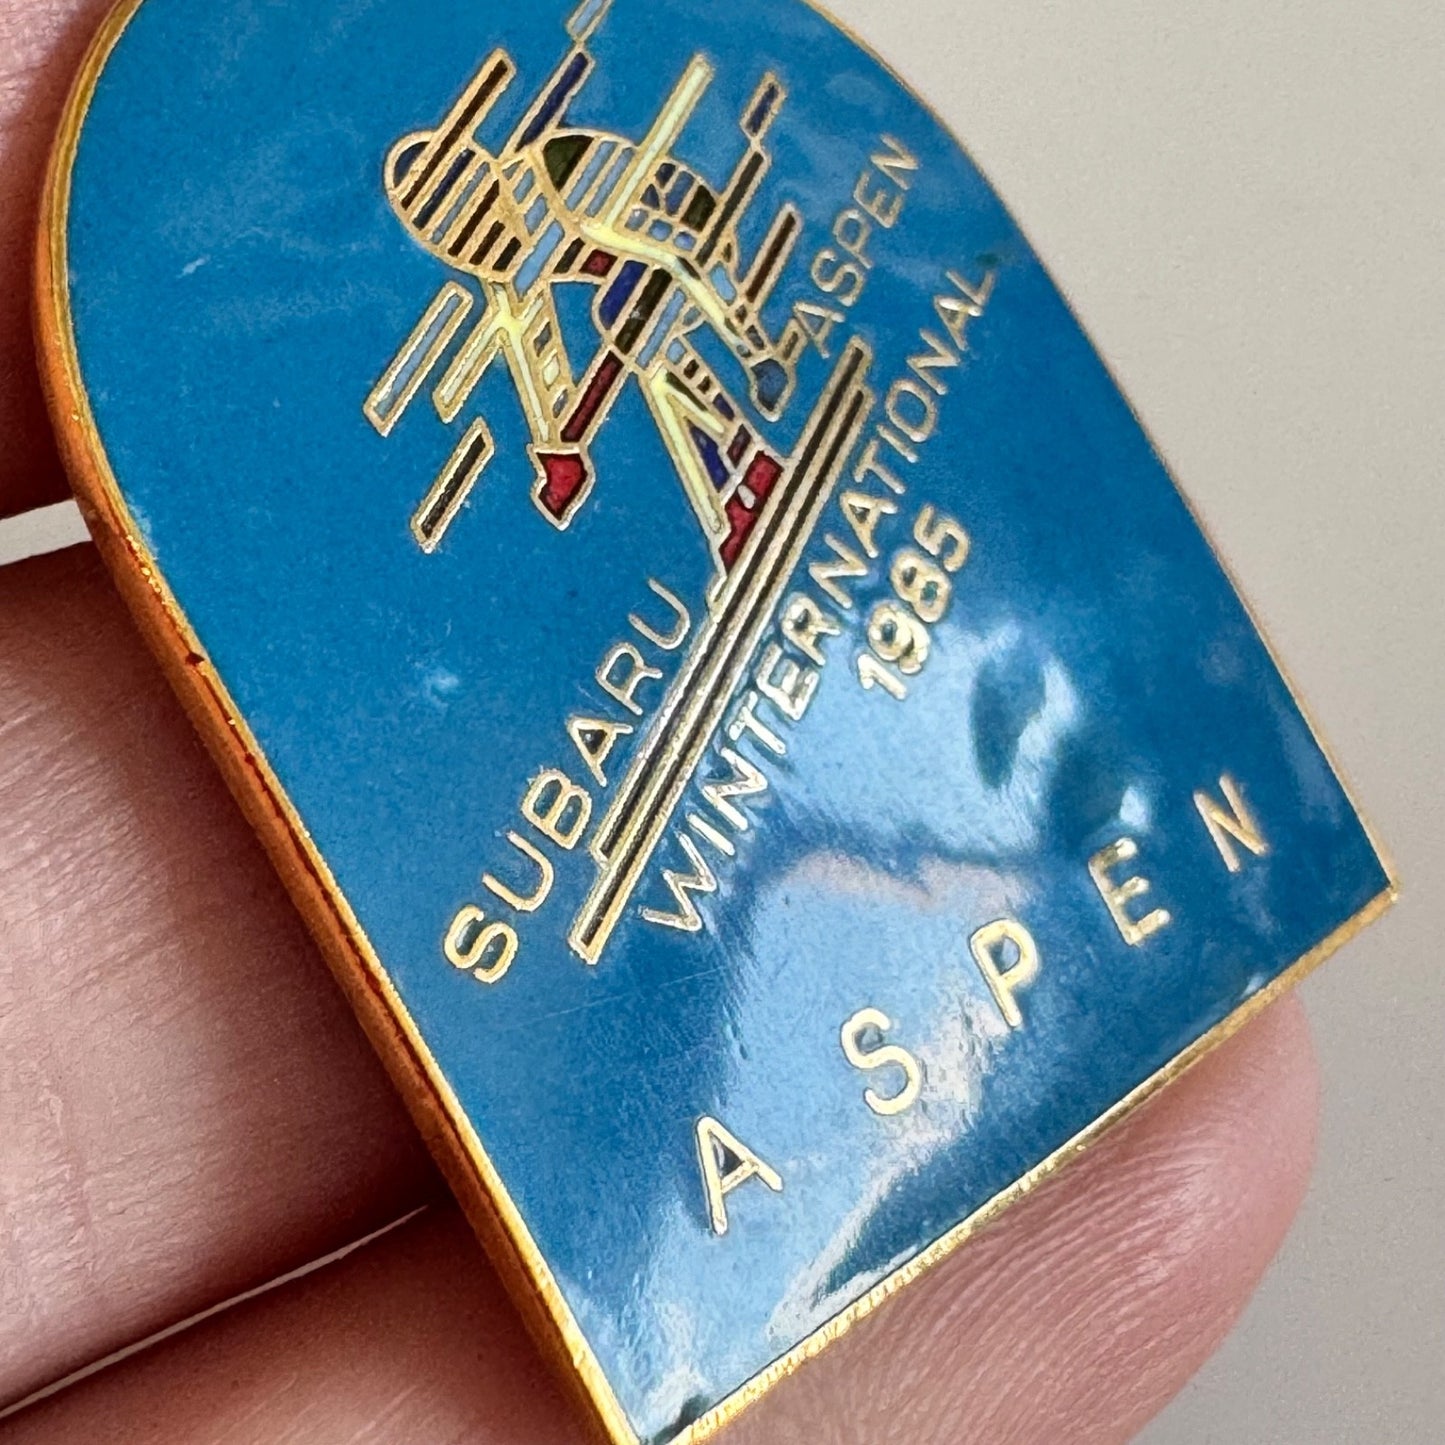 SUBARU ASPEN
WINTERNATIONAL
1985
ASPEN